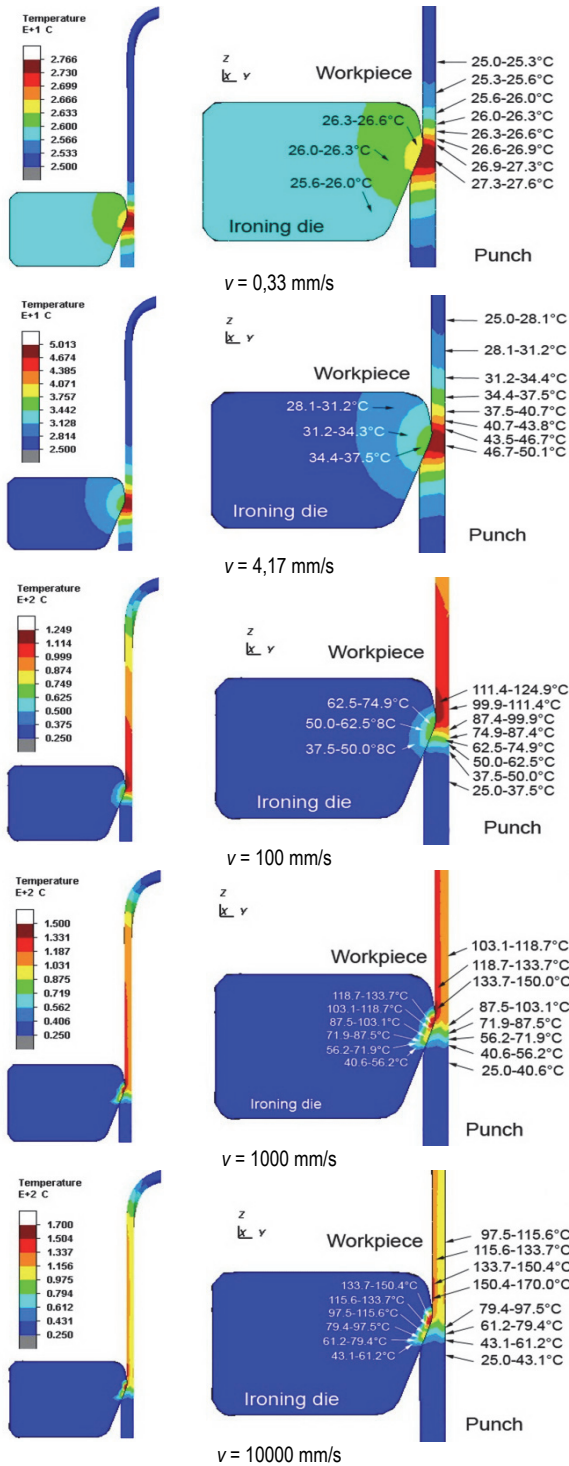 Temperature
E+1 C
2.766
2.730
2.699
2.666
2.633
2.600
2.566
2.533
2.500
Z
X Y
Workpiece
25.0-25.3°C
25.3-25.6°C
25.6-26.0°C
26.0-26.3°C
26.3-26.6°C
26.6-26.9°C
26.9-27.3°C
27.3-27.6°C
26.3-26.6°C
26.0-26.3°C
25.6-26.0°C
Ironing die
Punch
v = 0,33 mm/s
Temperature
E+1 C
5.013
4.674
4.385
4.071
3.757
3.442
3.128
2.814
2.500
Z
X Y
Workpiece
25.0-28.1°C
28.1-31.2°C
31.2-34.4°C
34.4-37.5°C
37.5-40.7°C
40.7-43.8°C
43.5-46.7°C
46.7-50.1°C
28.1-31.2°C
31.2-34.3°C
34.4-37.5°C
Ironing die
Punch
v = 4,17 mm/s
Temperature
E+2 C
1.249
1.114
0.999
0.874
0.749
0.625
0.500
0.375
0.250
Z
X Y
Workpiece
111.4-124.9°C
99.9-111.4°C
87.4-99.9°C
74.9-87.4°C
62.5-74.9°C
50.0-62.5°C
37.5-50.0°C
25.0-37.5°C
62.5-74.9°C
50.0-62.5°8C
37.5-50.0°8C
Ironing die
Punch
v = 100 mm/s
Temperature
E+2 C
1.500
1.331
1.187
1.031
0.875
0.719
0.562
0.406
0.250
Z
X Y
Workpiece
103.1-118.7°C
118.7-133.7°C
133.7-150.0°C
87.5-103.1°C
71.9-87.5°C
56.2-71.9°C
40.6-56.2°C
25.0-40.6°C
118.7-133.7°C
103.1-118.7°C
87.5-103.1°C
71.9-87.5°C
56.2-71.9°C
40.6-56.2°C
Ironing die
Punch
v = 1000 mm/s
Temperature
E+2 C
1.700
1.504
1.337
1.156
0.975
0.794
0.612
0.431
0.250
Z
X Y
Workpiece
97.5-115.6°C
115.6-133.7°C
133.7-150.4°C
150.4-170.0°C
79.4-97.5°C
61.2-79.4°C
43.1-61.2°C
25.0-43.1°C
133.7-150.4°C
115.6-133.7°C
97.5-115.6°C
79.4-97.5°C
61.2-79.4°C
43.1-61.2°C
Ironing die
Punch
v = 10000 mm/s